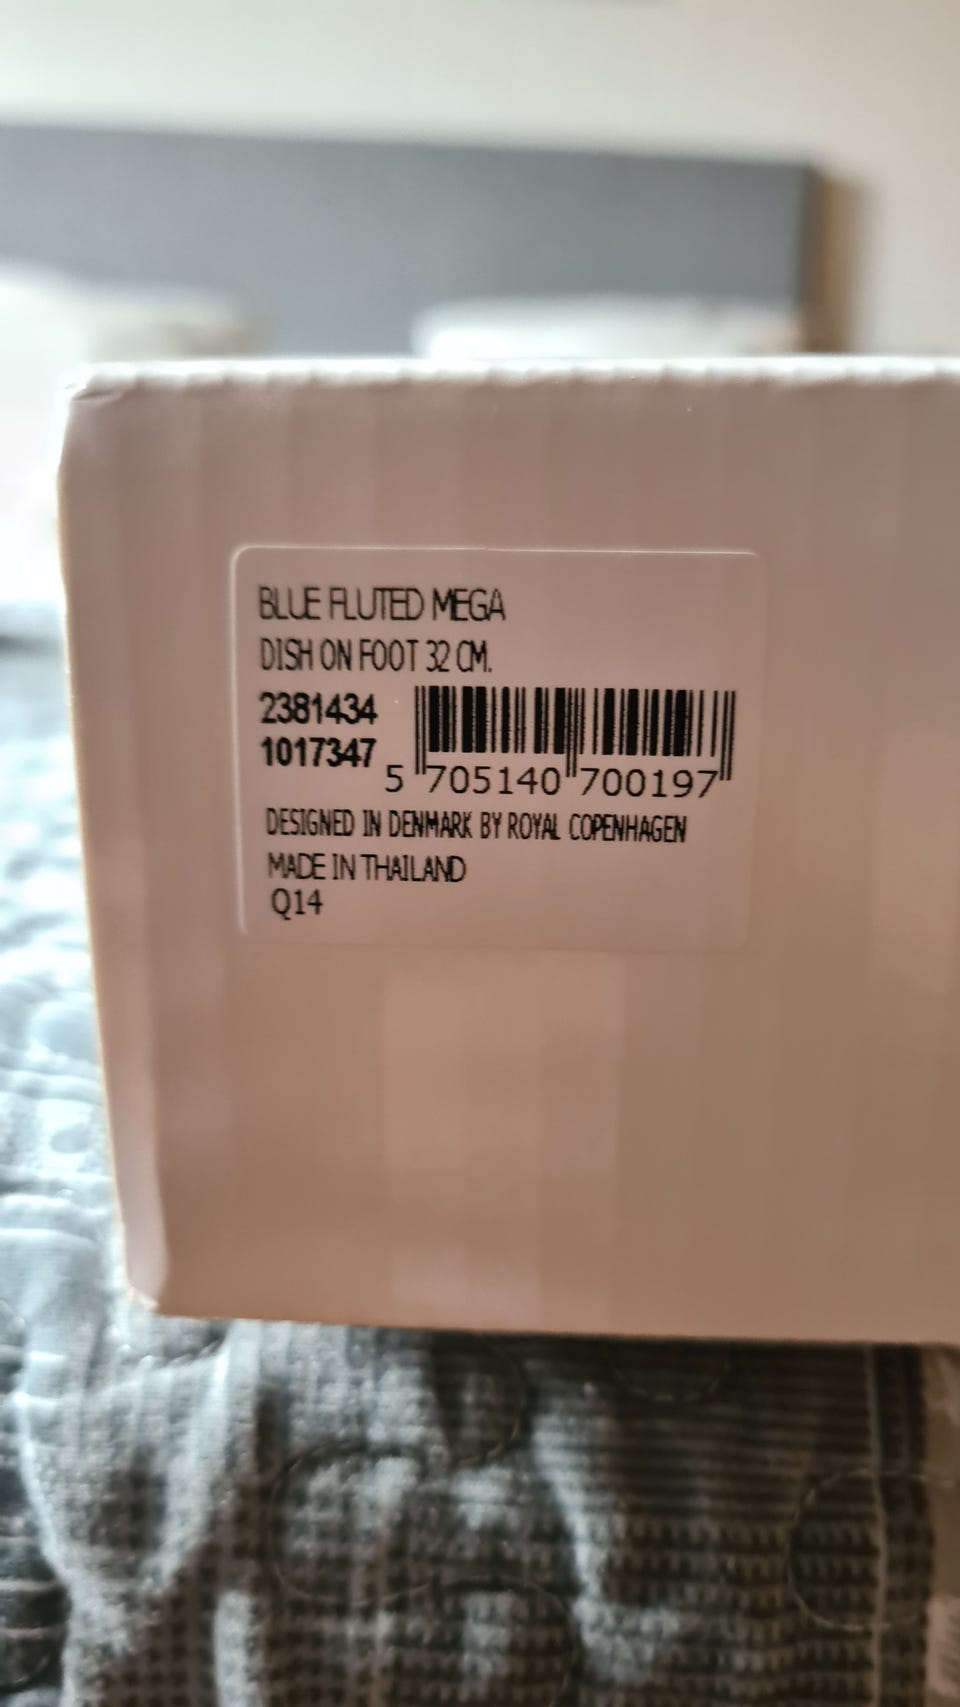 BLUE FLUTED MEGA
DISH ON FOOT 32 CM.
2381434
1017347
5 705140 700197
DESIGNED IN DENMARK BY ROYAL COPENHAGEN
MADE IN THAILAND
Q14